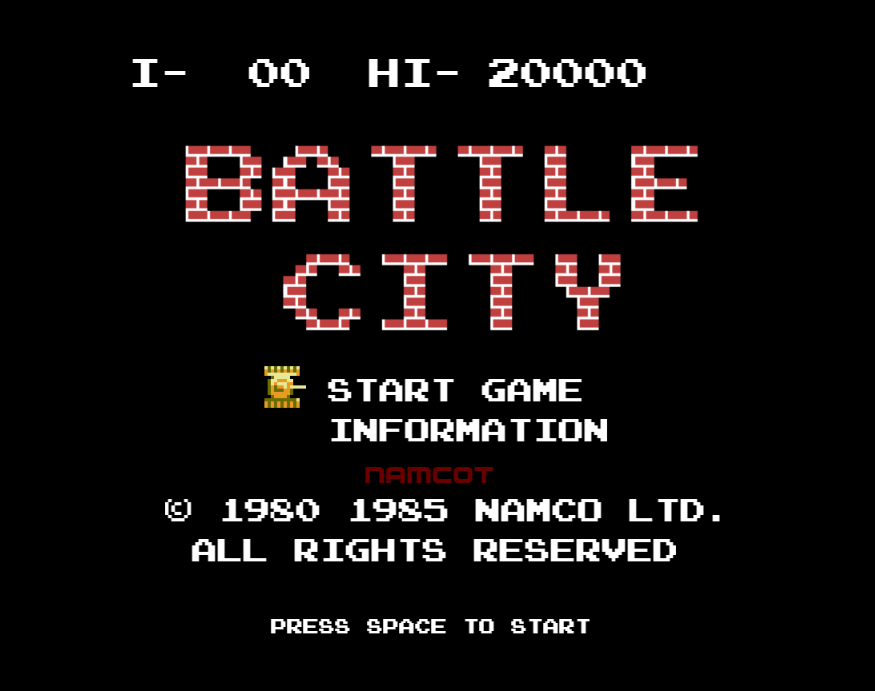 I-  00  HI- 20000
BATTLE
CITY
START GAME
INFORMATION
namcot
© 1980 1985 NAMCO LTD.
ALL RIGHTS RESERVED
PRESS SPACE TO START